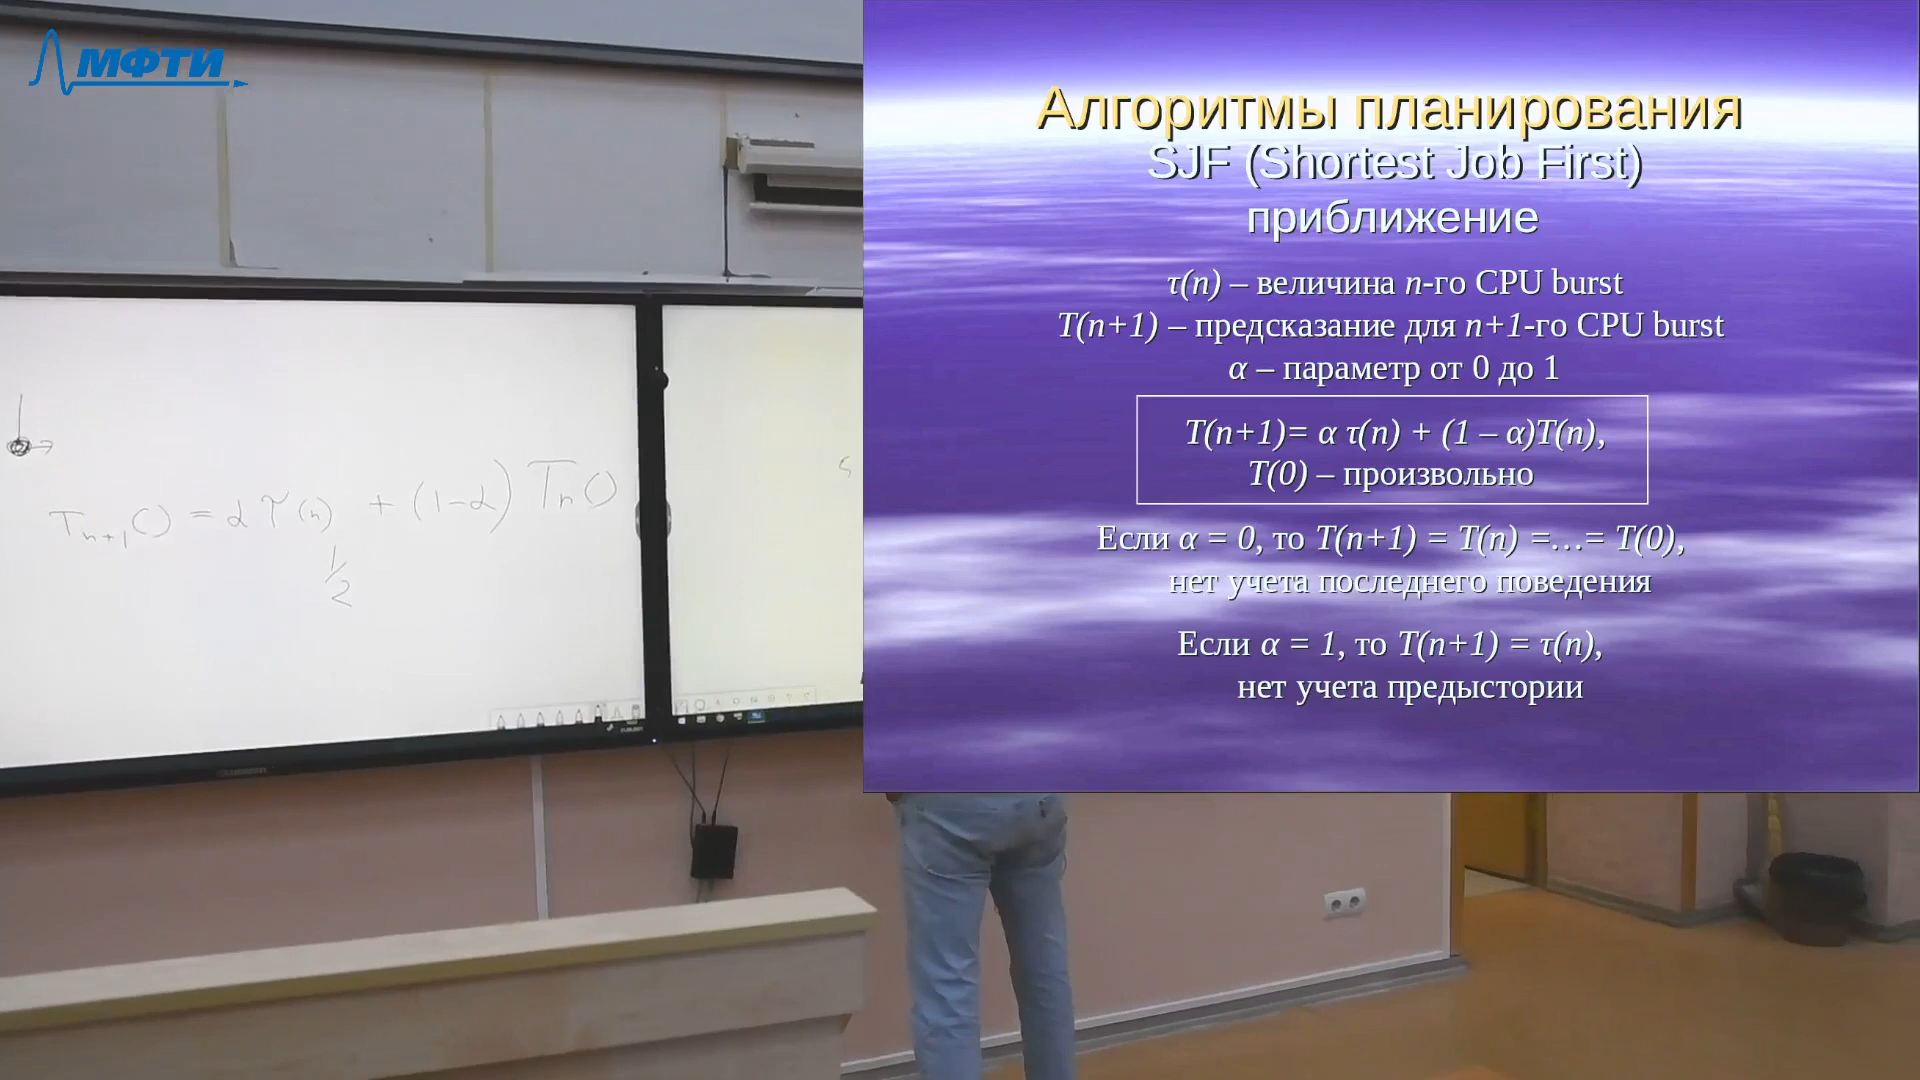 МФТИ
Алгоритмы планирования
SJF (Shortest Job First)
приближение
τ(n) – величина n-го CPU burst
T(n+1) – предсказание для n+1-го CPU burst
α – параметр от 0 до 1
T(n+1)= α τ(n) + (1 – α)T(n),
T(0) – произвольно
Если α = 0, то T(n+1) = T(n) =…= T(0),
нет учета последнего поведения
Если α = 1, то T(n+1) = τ(n),
нет учета предыстории
T_{n+1}() = α τ(n) + (1-α) T_n()
1/2